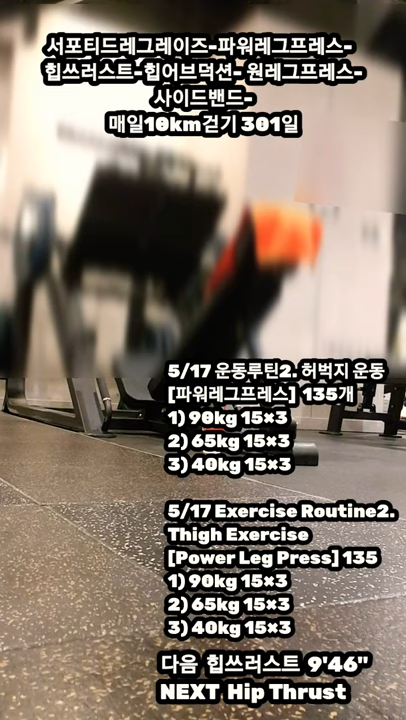 서포티드레그레이즈-파워레그프레스-
힙쓰러스트-힙어브덕션- 원레그프레스-
사이드밴드-
매일10km걷기 301일
5/17 운동루틴2. 허벅지 운동
[파워레그프레스] 135개
1) 90kg 15×3
2) 65kg 15×3
3) 40kg 15×3
5/17 Exercise Routine2.
Thigh Exercise
[Power Leg Press] 135
1) 90kg 15×3
2) 65kg 15×3
3) 40kg 15×3
다음 힙쓰러스트 9'46"
NEXT Hip Thrust